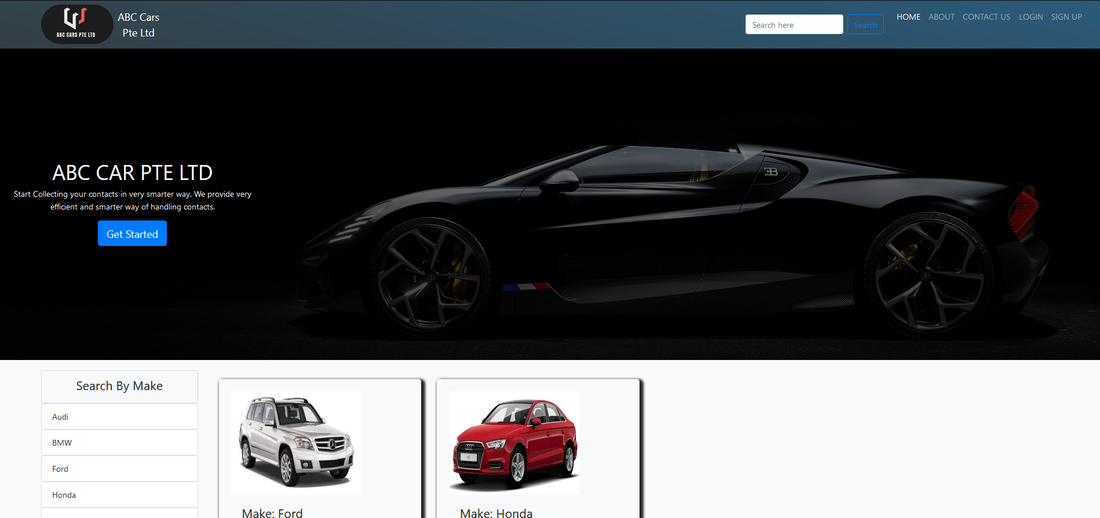 ABC CARS PTE LTD
ABC Cars
Pte Ltd
Search here
Search
HOME
ABOUT
CONTACT US
LOGIN
SIGN UP
ABC CAR PTE LTD
Start Collecting your contacts in very smarter way, We provide very
efficient and smarter way of handling contacts.
Get Started
Search By Make
Audi
BMW
Ford
Honda
Make: Ford
Make: Honda